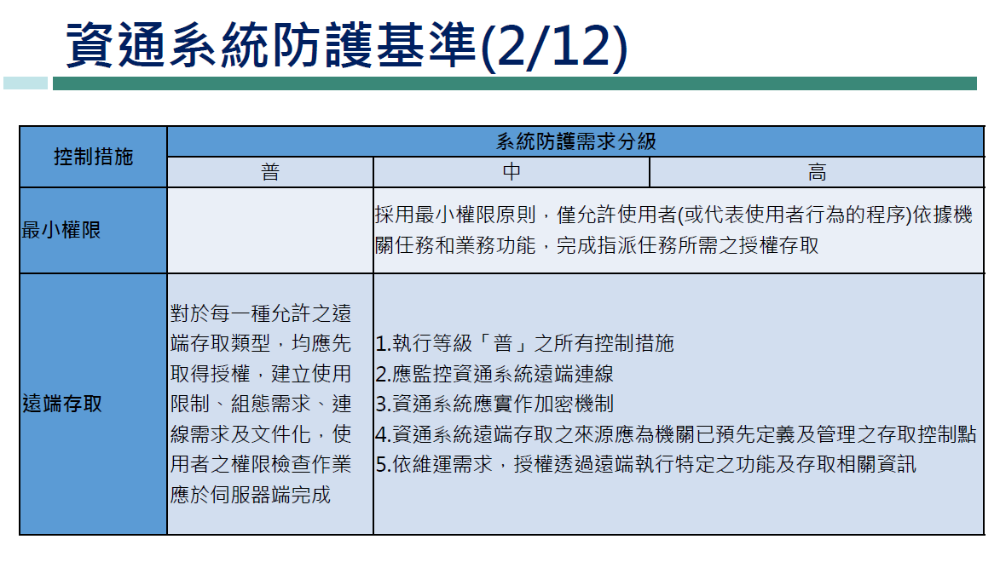 資通系統防護基準(2/12)
控制措施
系統防護需求分級
普
中
高
最小權限
採用最小權限原則，僅允許使用者(或代表使用者行為的程序)依據機
關任務和業務功能，完成指派任務所需之授權存取
遠端存取
對於每一種允許之遠
端存取類型，均應先
取得授權，建立使用
限制、組態需求、連
線需求及文件化，使
用者之權限檢查作業
應於伺服器端完成
1.執行等級「普」之所有控制措施
2.應監控資通系統遠端連線
3.資通系統應實作加密機制
4.資通系統遠端存取之來源應為機關已預先定義及管理之存取控制點
5.依維運需求，授權透過遠端執行特定之功能及存取相關資訊